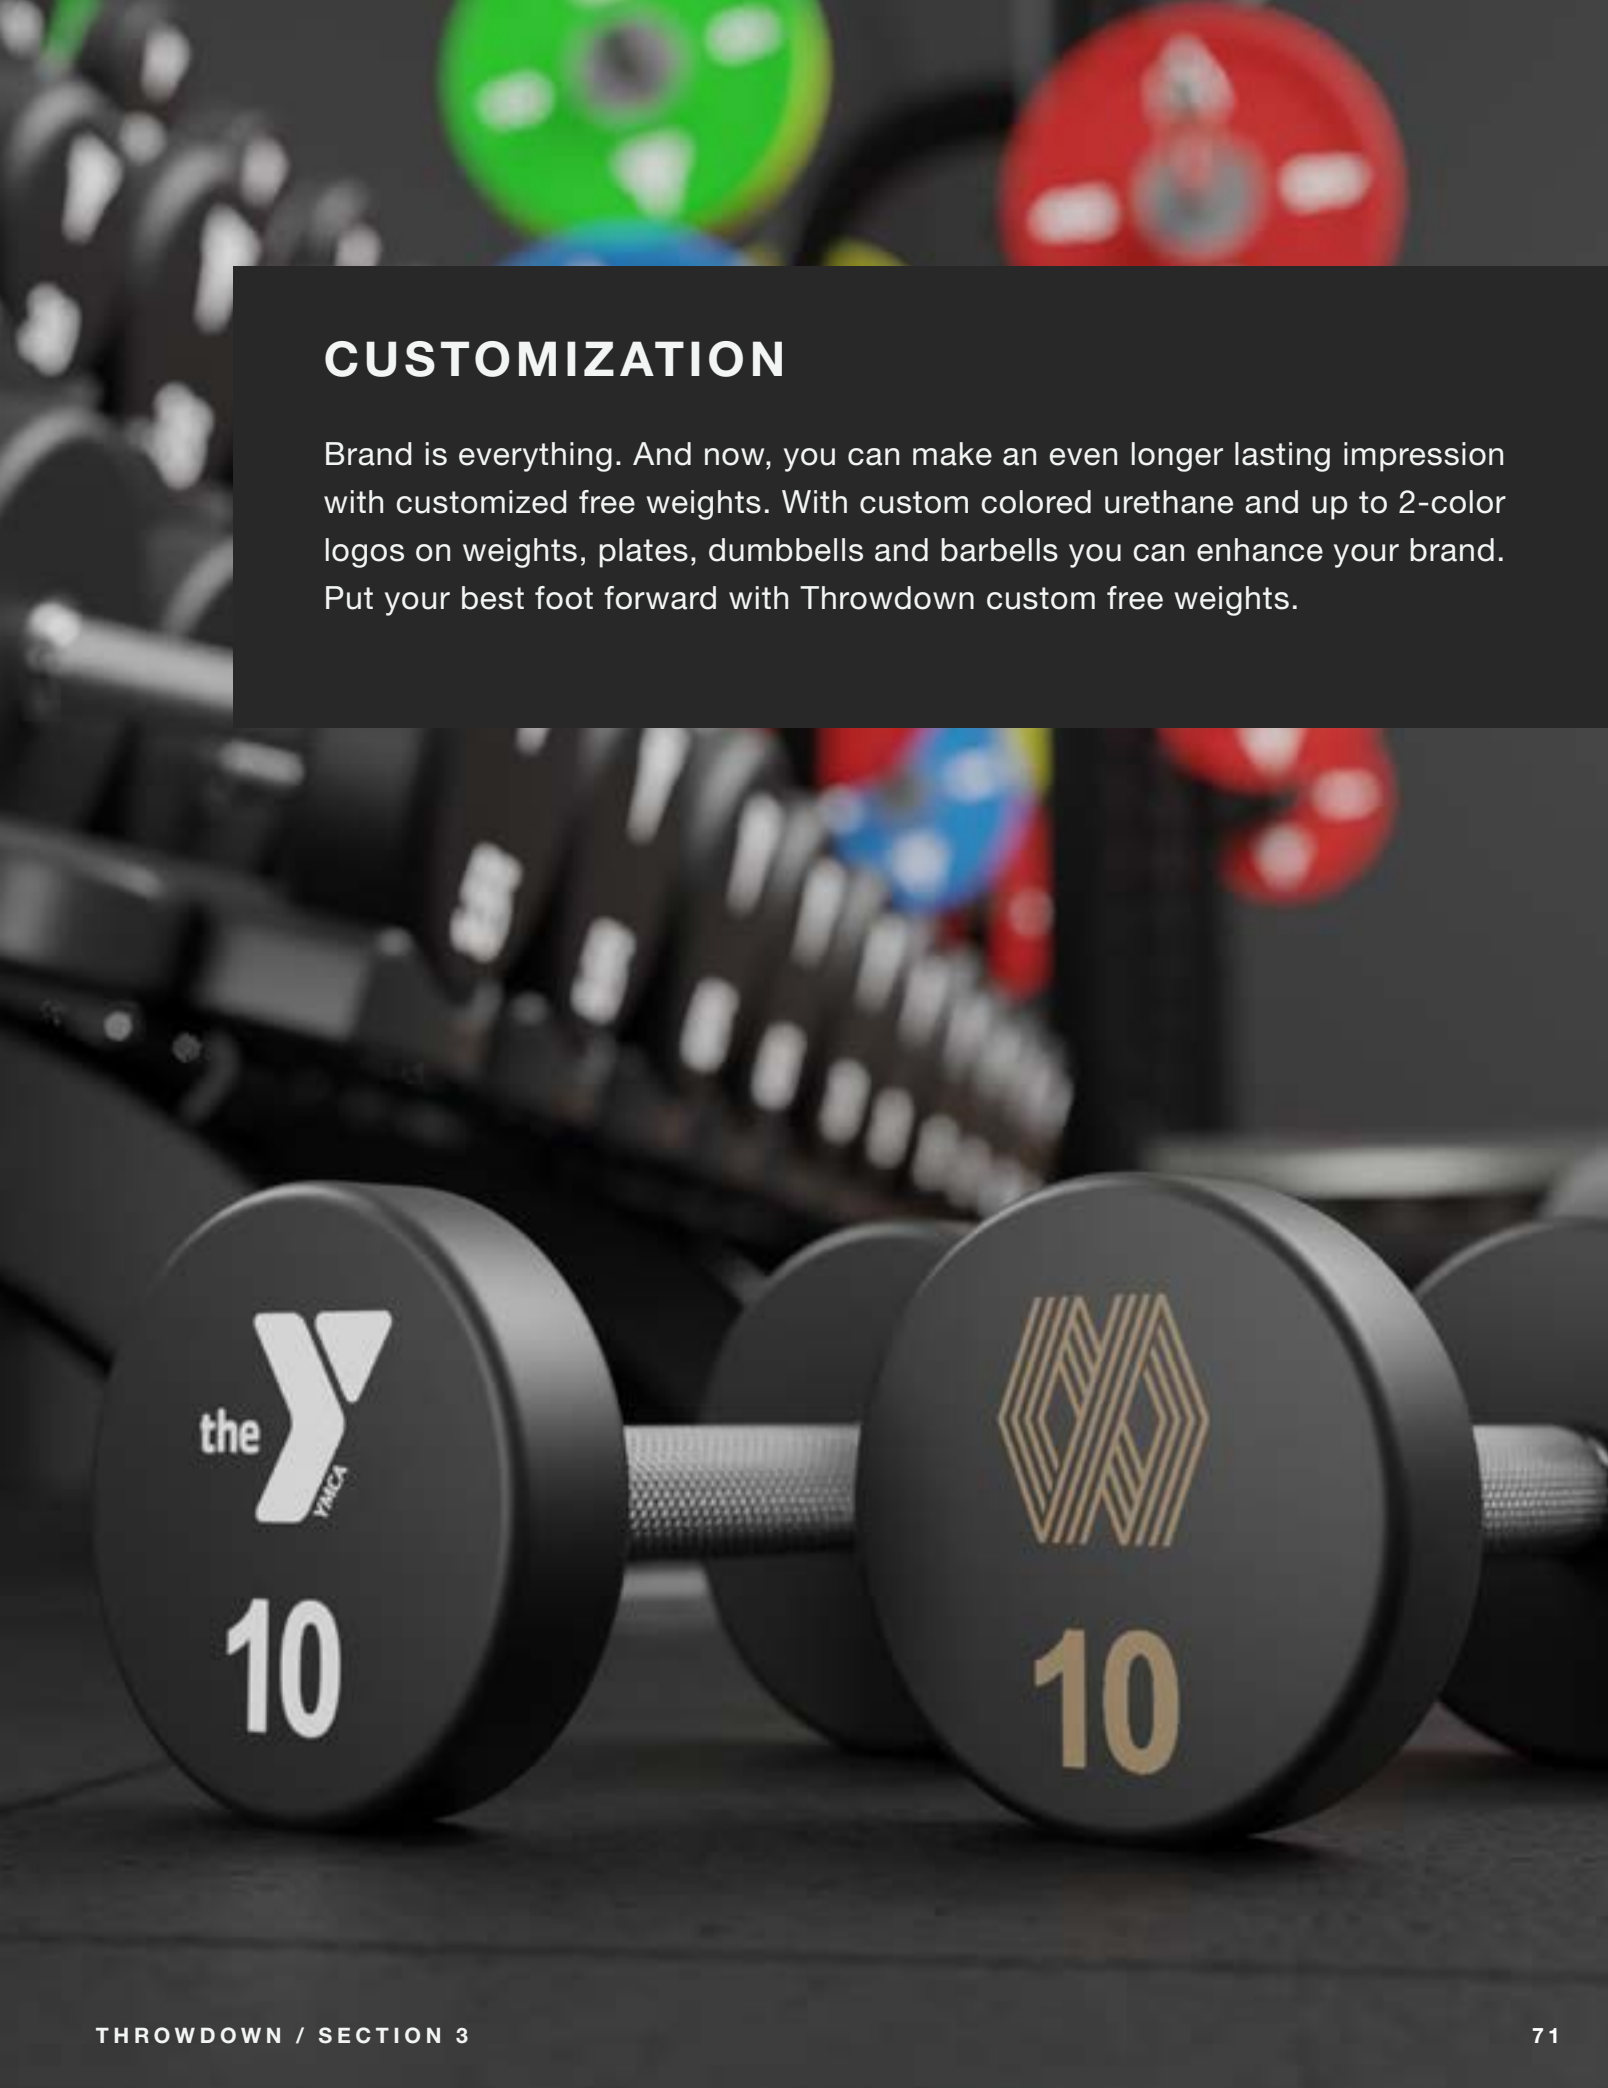 CUSTOMIZATION
Brand is everything. And now, you can make an even longer lasting impression
with customized free weights. With custom colored urethane and up to 2-color
logos on weights, plates, dumbbells and barbells you can enhance your brand.
Put your best foot forward with Throwdown custom free weights.
the
YMCA
10
10
THROWDOWN / SECTION 3
71